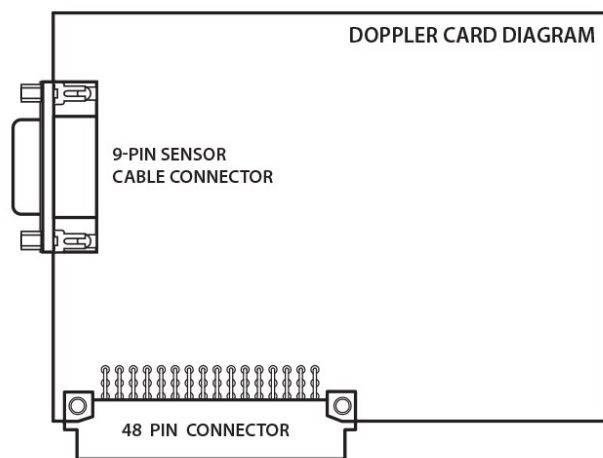 DOPPLER CARD DIAGRAM
9-PIN SENSOR
CABLE CONNECTOR
48 PIN CONNECTOR